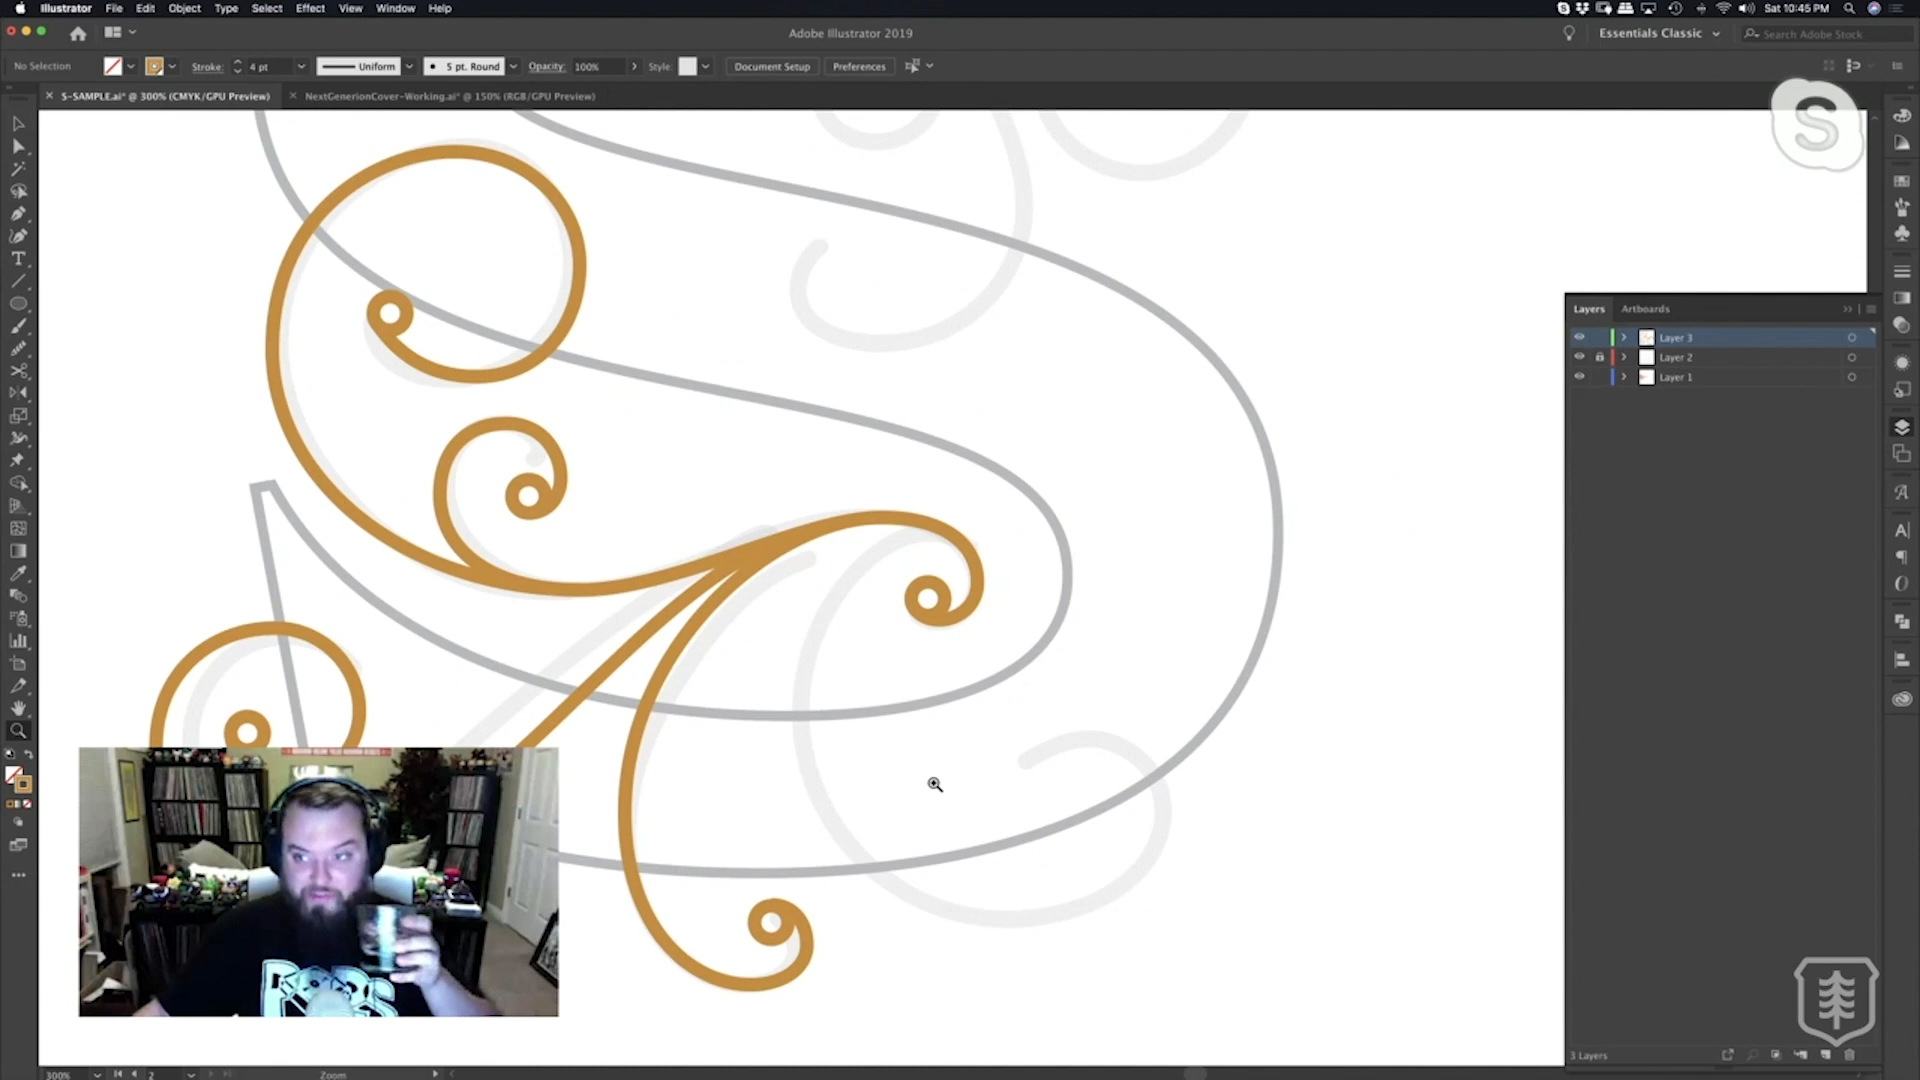 Illustrator File Edit Object Type Select Effect View Window Help
Sat 10:45 PM
Adobe Illustrator 2019
Essentials Classic
Search Adobe Stock
No Selection
Stroke: 4 pt
Uniform
5 pt. Round
Opacity: 100%
Style:
Document Setup
Preferences
S-SAMPLE.ai* @ 300% (CMYK/GPU Preview)
NextGenerionCover-Working.ai* @ 150% (RGB/GPU Preview)
S
Layers Artboards
Layer 3
Layer 2
Layer 1
3 Layers
300%
2
Zoom